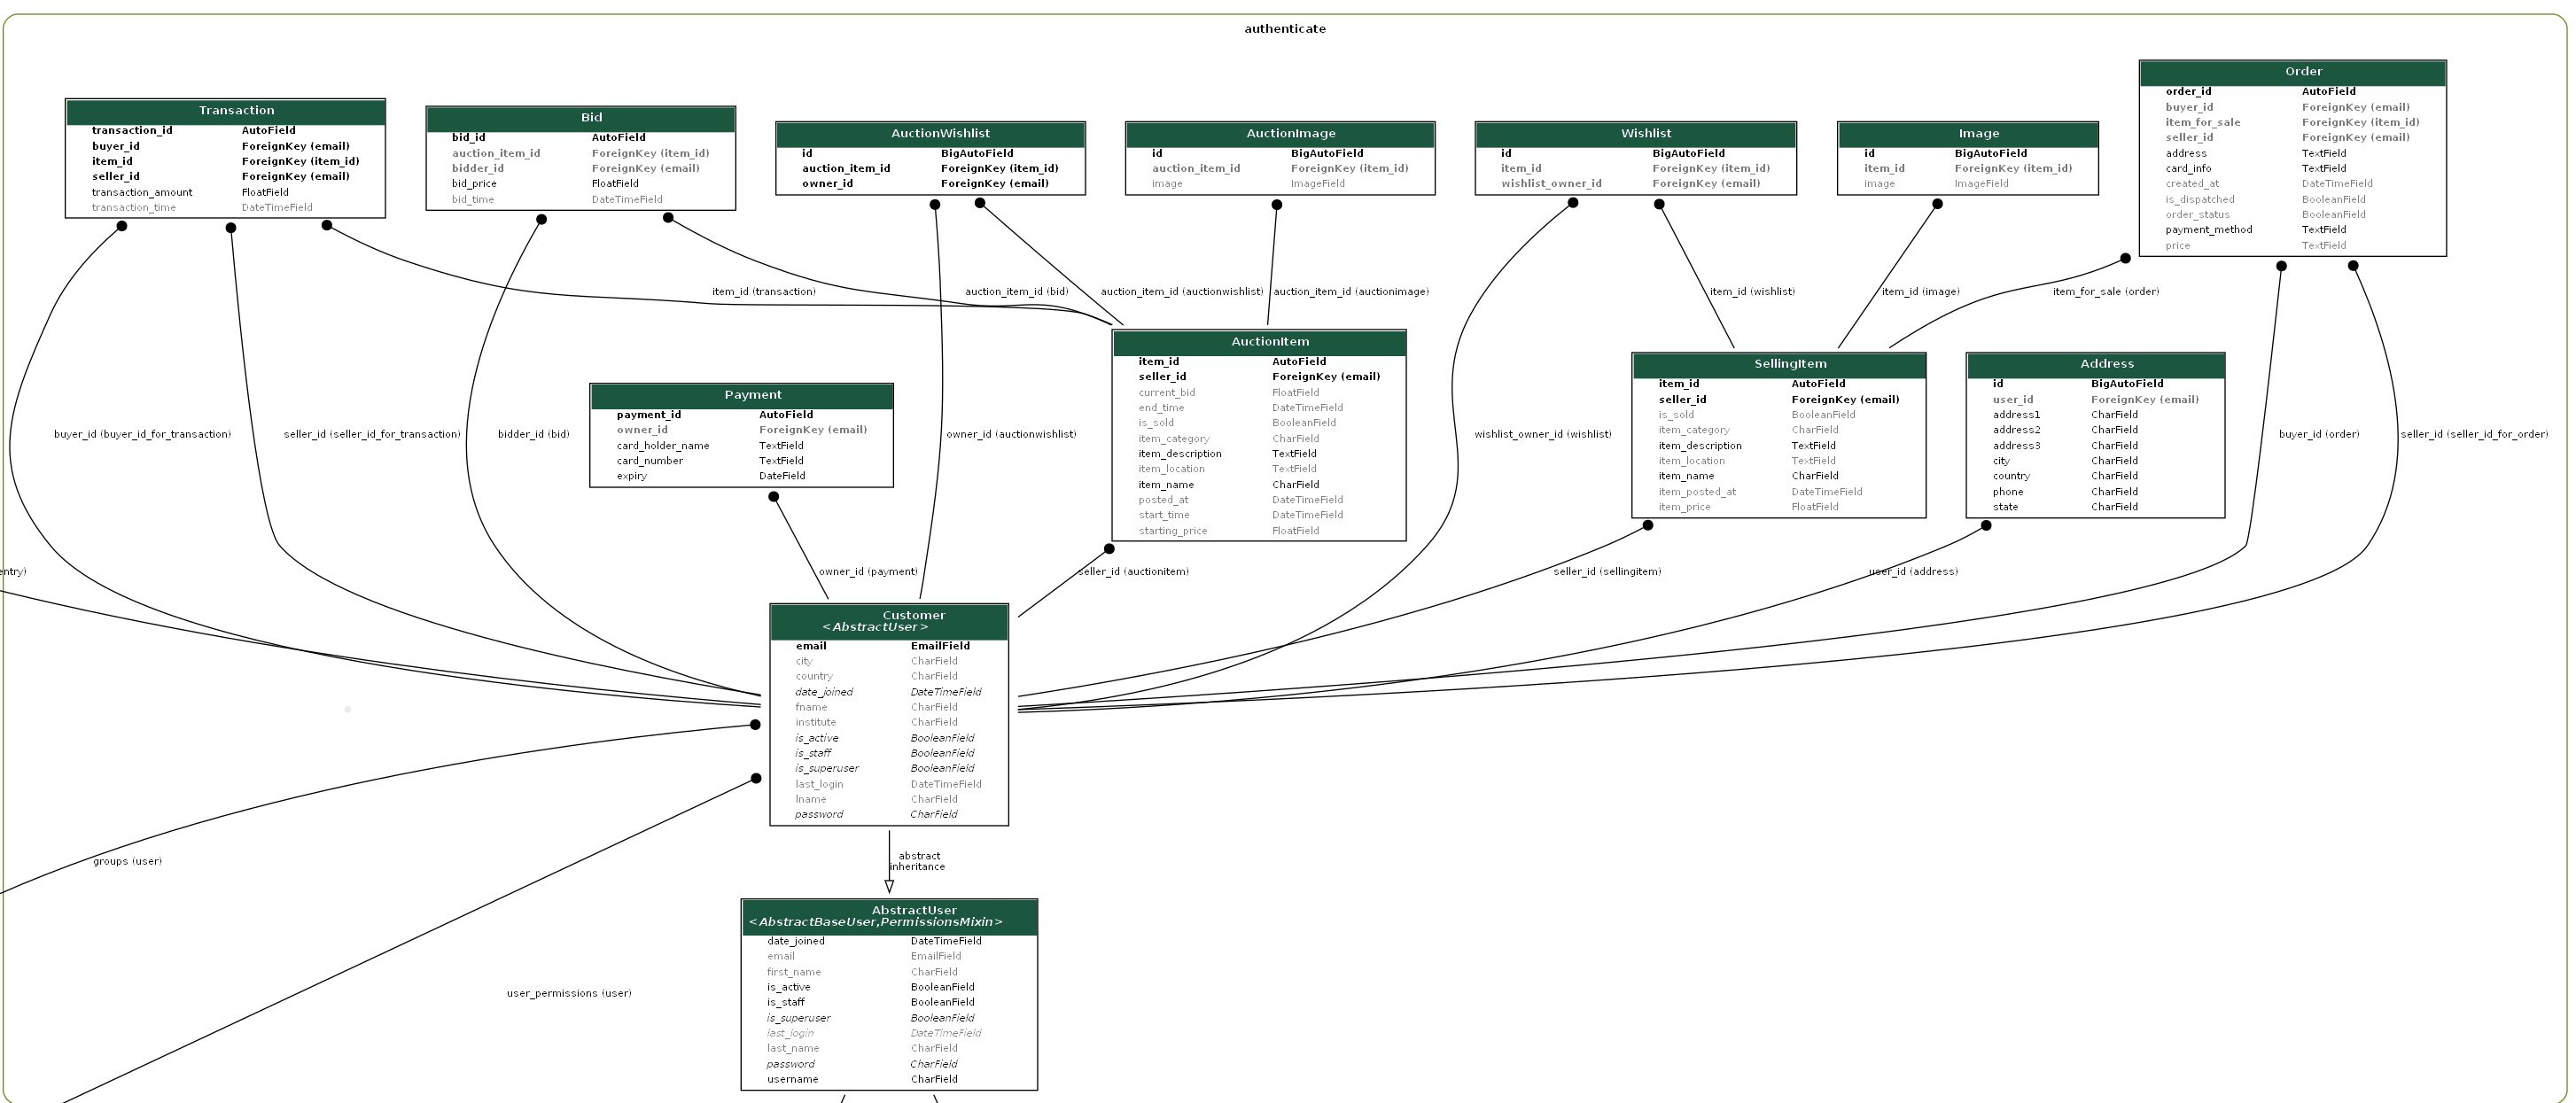 authenticate
Transaction
transaction_id AutoField
buyer_id ForeignKey (email)
item_id ForeignKey (item_id)
seller_id ForeignKey (email)
transaction_amount FloatField
transaction_time DateTimeField
Bid
bid_id AutoField
auction_item_id ForeignKey (item_id)
bidder_id ForeignKey (email)
bid_price FloatField
bid_time DateTimeField
AuctionWishlist
id BigAutoField
auction_item_id ForeignKey (item_id)
owner_id ForeignKey (email)
AuctionImage
id BigAutoField
auction_item_id ForeignKey (item_id)
image ImageField
Wishlist
id BigAutoField
item_id ForeignKey (item_id)
wishlist_owner_id ForeignKey (email)
Image
id BigAutoField
item_id ForeignKey (item_id)
image ImageField
Order
order_id AutoField
buyer_id ForeignKey (email)
item_for_sale ForeignKey (item_id)
seller_id ForeignKey (email)
address TextField
card_info TextField
created_at DateTimeField
is_dispatched BooleanField
order_status BooleanField
payment_method TextField
price TextField
item_id (transaction)
auction_item_id (bid)
auction_item_id (auctionwishlist)
auction_item_id (auctionimage)
item_id (wishlist)
item_id (image)
item_for_sale (order)
Payment
payment_id AutoField
owner_id ForeignKey (email)
card_holder_name TextField
card_number TextField
expiry DateField
AuctionItem
item_id AutoField
seller_id ForeignKey (email)
current_bid FloatField
end_time DateTimeField
is_sold BooleanField
item_category CharField
item_description TextField
item_location TextField
item_name CharField
posted_at DateTimeField
start_time DateTimeField
starting_price FloatField
SellingItem
item_id AutoField
seller_id ForeignKey (email)
is_sold BooleanField
item_category CharField
item_description TextField
item_location TextField
item_name CharField
item_posted_at DateTimeField
item_price FloatField
Address
id BigAutoField
user_id ForeignKey (email)
address1 CharField
address2 CharField
address3 CharField
city CharField
country CharField
phone CharField
state CharField
buyer_id (buyer_id_for_transaction)
seller_id (seller_id_for_transaction)
bidder_id (bid)
owner_id (auctionwishlist)
wishlist_owner_id (wishlist)
buyer_id (order)
seller_id (seller_id_for_order)
entry)
owner_id (payment)
seller_id (auctionitem)
seller_id (sellingitem)
user_id (address)
Customer
<AbstractUser>
email EmailField
city CharField
country CharField
date_joined DateTimeField
fname CharField
institute CharField
is_active BooleanField
is_staff BooleanField
is_superuser BooleanField
last_login DateTimeField
lname CharField
password CharField
groups (user)
abstract
inheritance
user_permissions (user)
AbstractUser
<AbstractBaseUser,PermissionsMixin>
date_joined DateTimeField
email EmailField
first_name CharField
is_active BooleanField
is_staff BooleanField
is_superuser BooleanField
last_login DateTimeField
last_name CharField
password CharField
username CharField